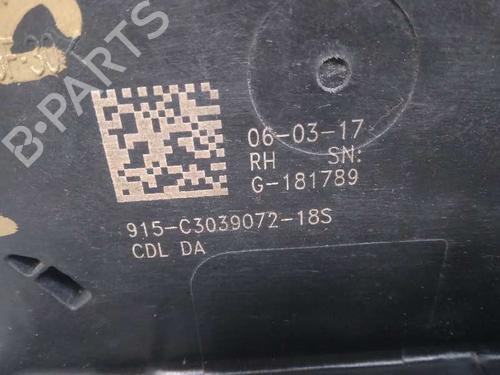 06-03-17
RH SN:
G-181789
915-C3039072-18S
CDL DA
B-PARTS